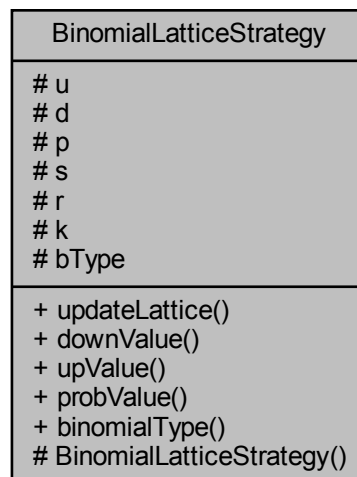 BinomialLatticeStrategy
# u
# d
# p
# s
# r
# k
# bType
+ updateLattice()
+ downValue()
+ upValue()
+ probValue()
+ binomialType()
# BinomialLatticeStrategy()